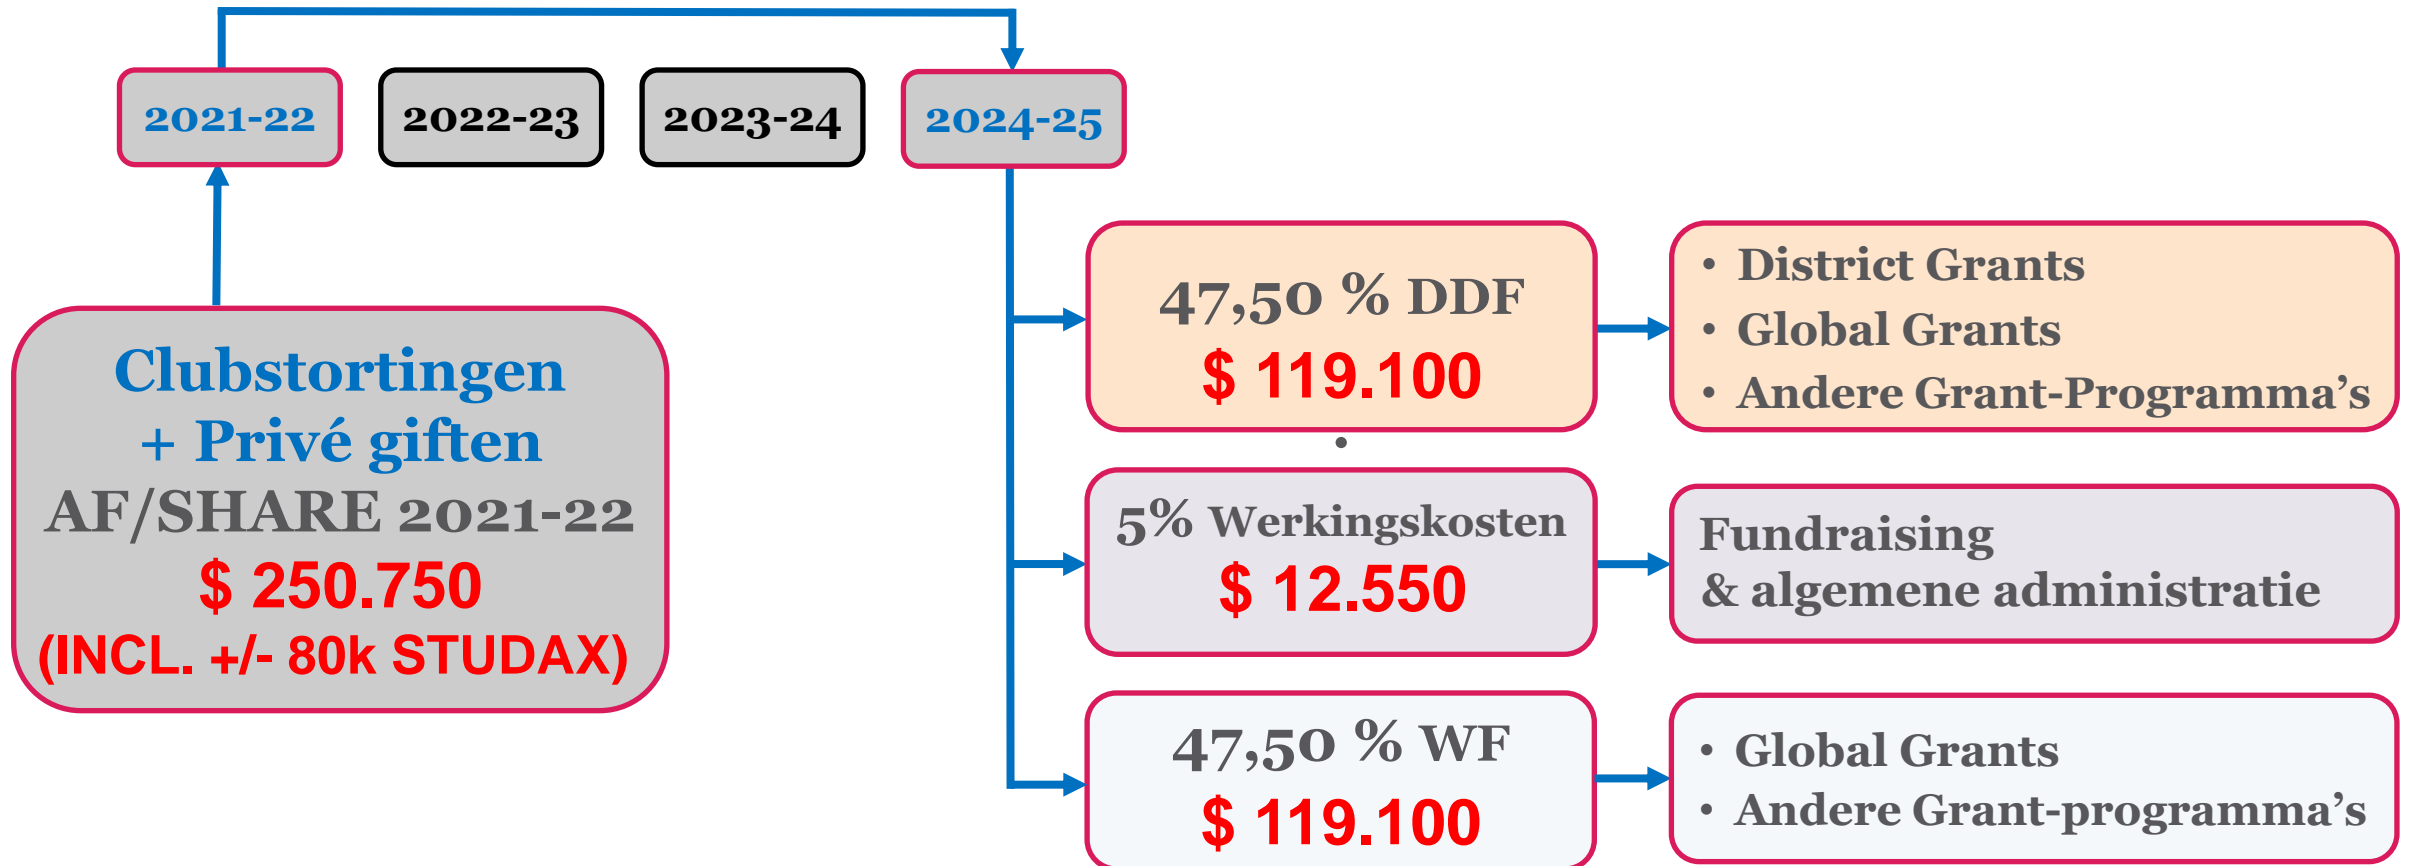 2021-22
2022-23
2023-24
2024-25
Clubstortingen
+ Privé giften
AF/SHARE 2021-22
$ 250.750
(INCL. +/- 80k STUDAX)
47,50 % DDF
$ 119.100
• District Grants
• Global Grants
• Andere Grant-Programma’s
•
5% Werkingskosten
$ 12.550
Fundraising
& algemene administratie
47,50 % WF
$ 119.100
• Global Grants
• Andere Grant-programma’s